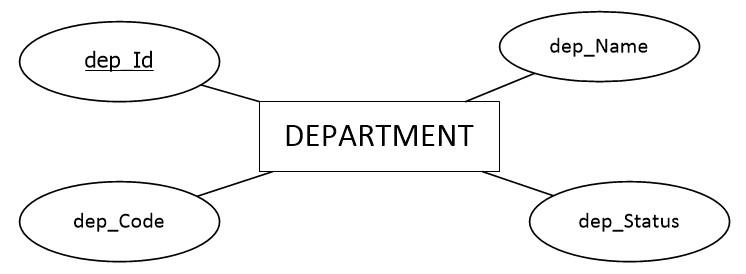 dep_Id
dep_Name
DEPARTMENT
dep_Code
dep_Status